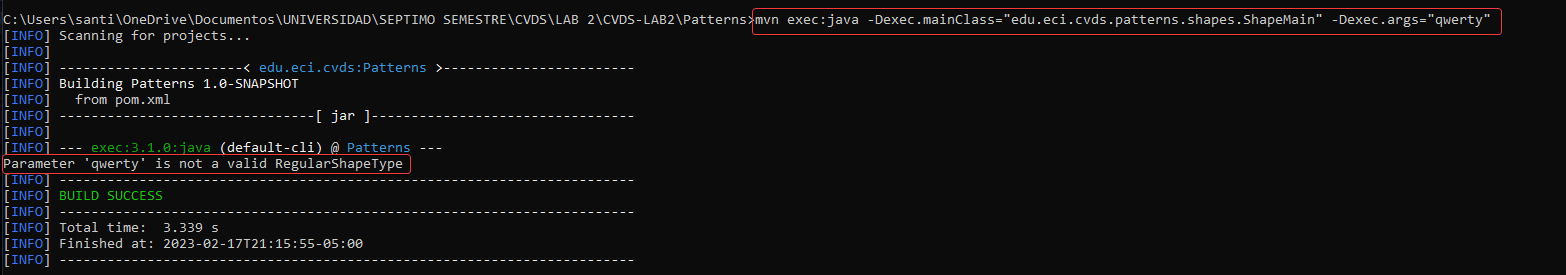 C:\Users\santi\OneDrive\Documentos\UNIVERSIDAD\SEPTIMO SEMESTRE\CVDS\LAB 2\CVDS-LAB2\Patterns>mvn exec:java -Dexec.mainClass="edu.eci.cvds.patterns.shapes.ShapeMain" -Dexec.args="qwerty"
[INFO] Scanning for projects...
[INFO]
[INFO] -----------------------< edu.eci.cvds:Patterns >------------------------
[INFO] Building Patterns 1.0-SNAPSHOT
[INFO]   from pom.xml
[INFO] --------------------------------[ jar ]---------------------------------
[INFO]
[INFO] --- exec:3.1.0:java (default-cli) @ Patterns ---
Parameter 'qwerty' is not a valid RegularShapeType
[INFO] ------------------------------------------------------------------------
[INFO] BUILD SUCCESS
[INFO] ------------------------------------------------------------------------
[INFO] Total time:  3.339 s
[INFO] Finished at: 2023-02-17T21:15:55-05:00
[INFO] ------------------------------------------------------------------------